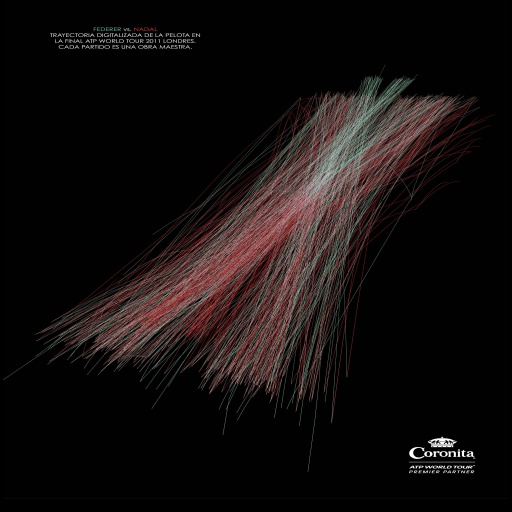 FEDERER vs. NADAL
TRAYECTORIA DIGITALIZADA DE LA PELOTA EN
LA FINAL ATP WORLD TOUR 2011 LONDRES.
CADA PARTIDO ES UNA OBRA MAESTRA.
Coronita
ATP WORLD TOUR
PREMIER PARTNER